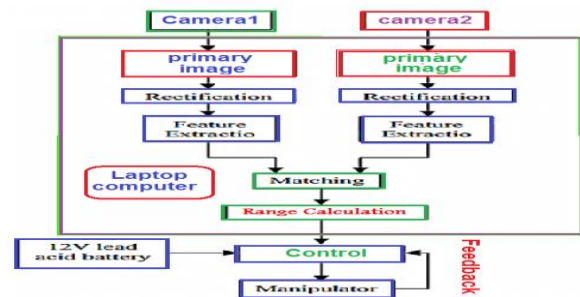 Camera1
camera2
primary image
primary image
Rectification
Rectification
Feature
Extractio
Feature
Extractio
Laptop
computer
Matching
Range Calculation
12V lead
acid battery
Control
Feedback
Manipulator